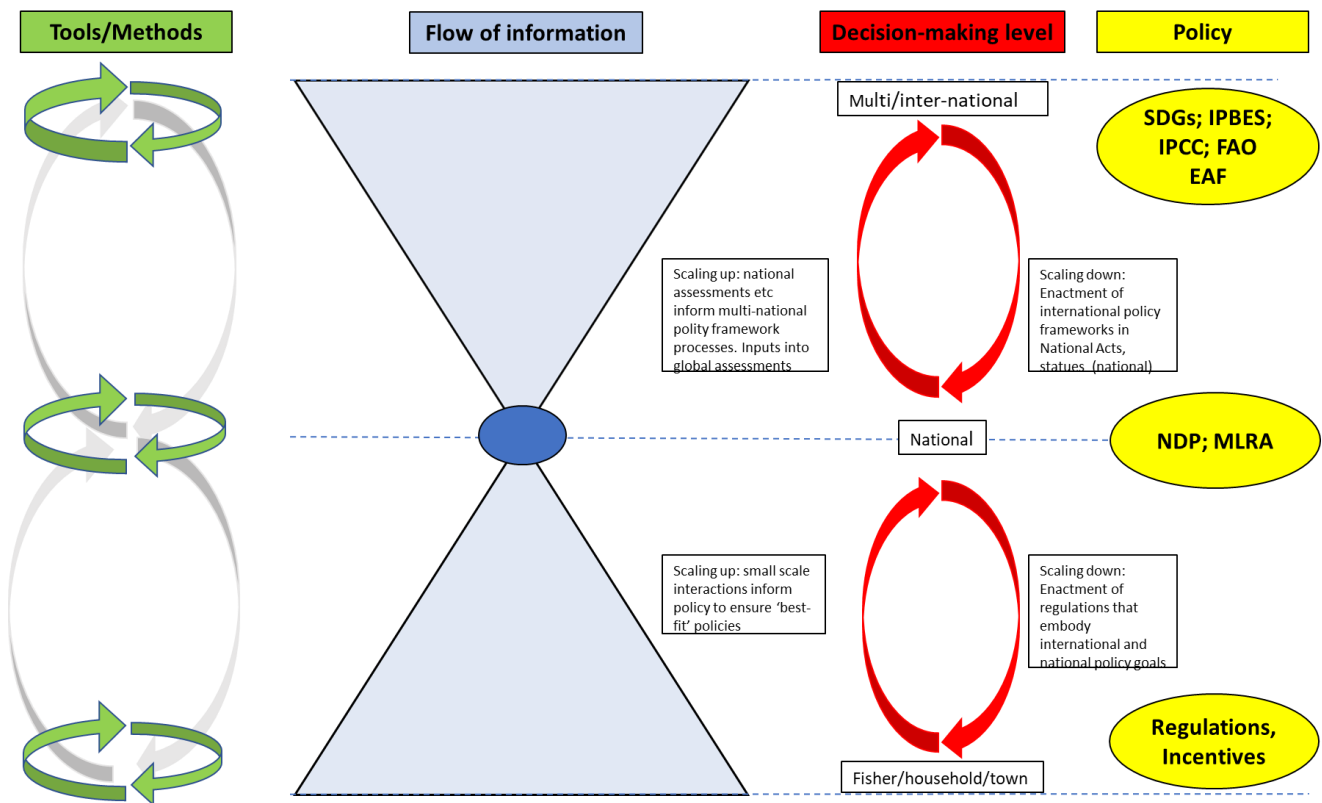 Tools/Methods
Flow of information
Decision-making level
Policy
Multi/inter-national
SDGs; IPBES;
IPCC; FAO
EAF
Scaling up: national
assessments etc
inform multi-national
polity framework
processes. Inputs into
global assessments
Scaling down:
Enactment of
international policy
frameworks in
National Acts,
statues  (national)
National
NDP; MLRA
Scaling up: small scale
interactions inform
policy to ensure ‘best-
fit’ policies
Scaling down:
Enactment of
regulations that
embody
international and
national policy goals
Regulations,
Incentives
Fisher/household/town